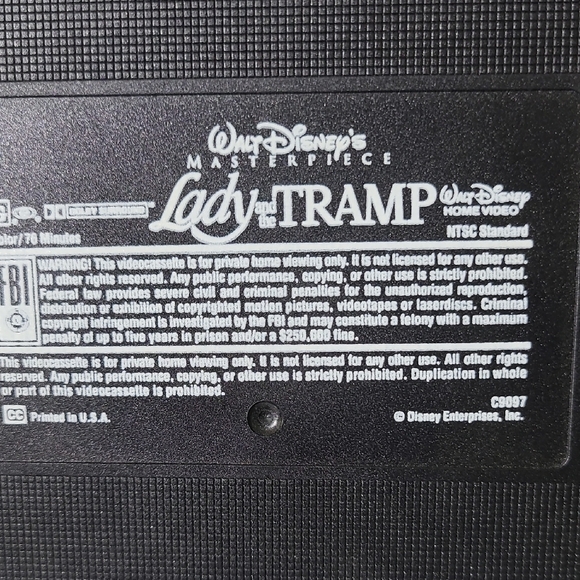 WALT DISNEY'S
MASTERPIECE
Lady and the TRAMP
WALT DISNEY
HOME VIDEO
DOLBY SURROUND
Color/76 Minutes
NTSC Standard
FBI
WARNING! This videocassette is for private home viewing only. It is not licensed for any other use.
All other rights reserved. Any public performance, copying, or other use is strictly prohibited.
Federal law provides severe civil and criminal penalties for the unauthorized reproduction
distribution or exhibition of copyrighted motion pictures, videotapes or laserdiscs. Criminal
copyright infringement is investigated by the FBI and may constitute a felony with a maximum
penalty of up to five years in prison and/or a $250,000 fine.
This videocassette is for private home viewing only. It is not licensed for any other use. All other rights
reserved. Any public performance, copying, or other use is strictly prohibited. Duplication in whole
or part of this videocassette is prohibited.
C9097
CC Printed in U.S.A.
© Disney Enterprises, Inc.